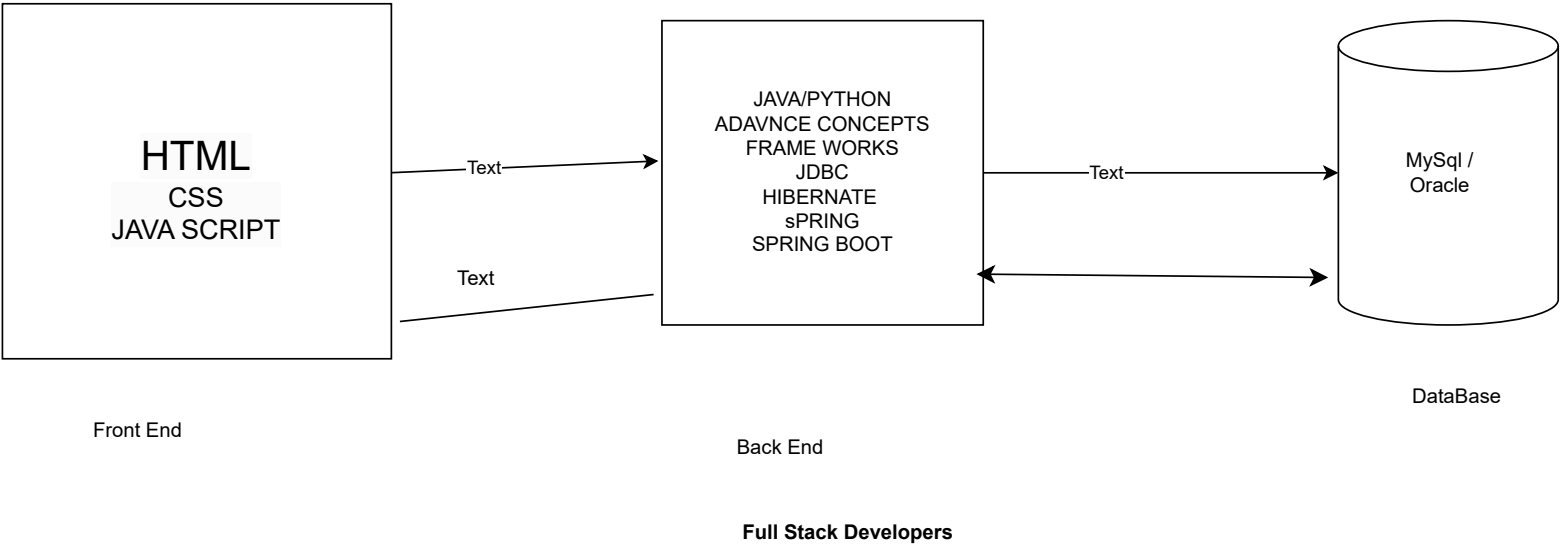 HTML
CSS
JAVA SCRIPT
Text
Text
JAVA/PYTHON
ADAVNCE CONCEPTS
FRAME WORKS
JDBC
HIBERNATE
sPRING
SPRING BOOT
Text
MySql /
Oracle
Front End
Back End
DataBase
Full Stack Developers